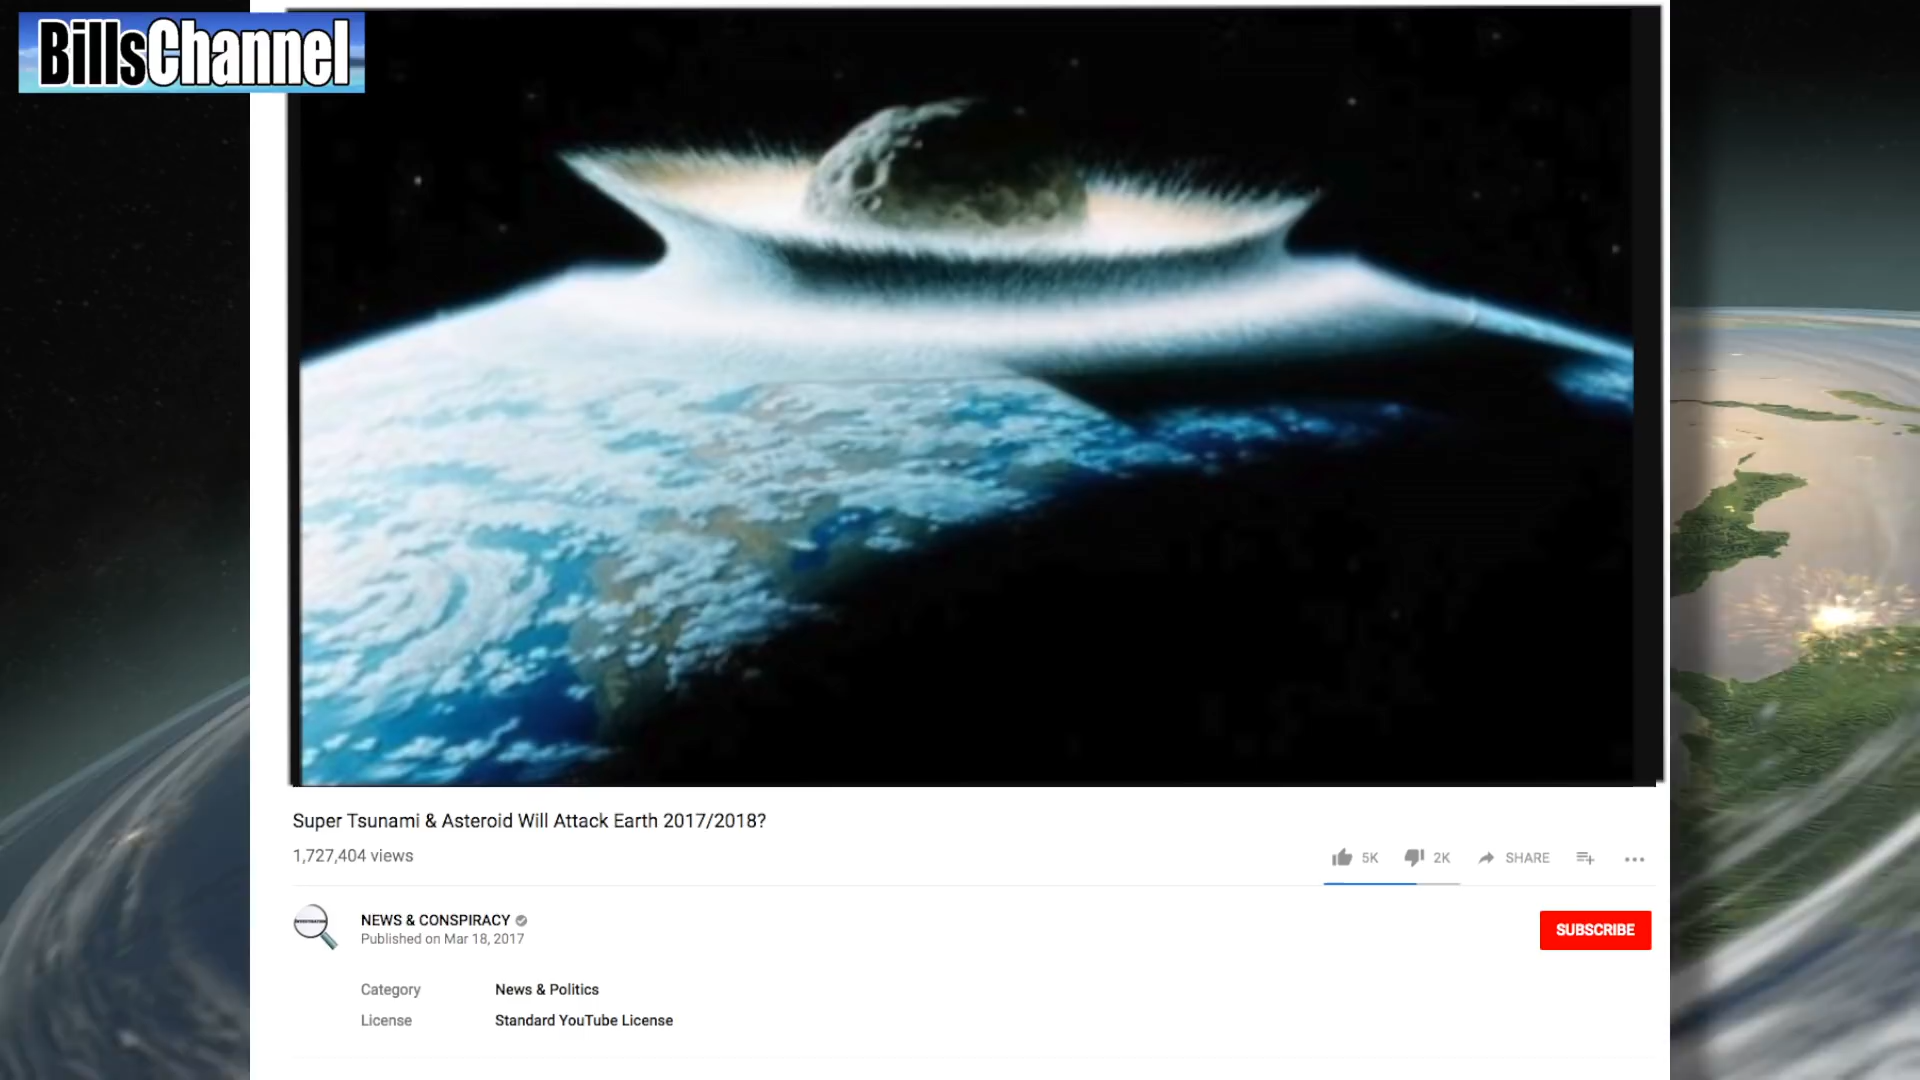 BillsChannel
Super Tsunami & Asteroid Will Attack Earth 2017/2018?
1,727,404 views
5K
2K
SHARE
NEWS & CONSPIRACY
Published on Mar 18, 2017
SUBSCRIBE
Category
News & Politics
License
Standard YouTube License